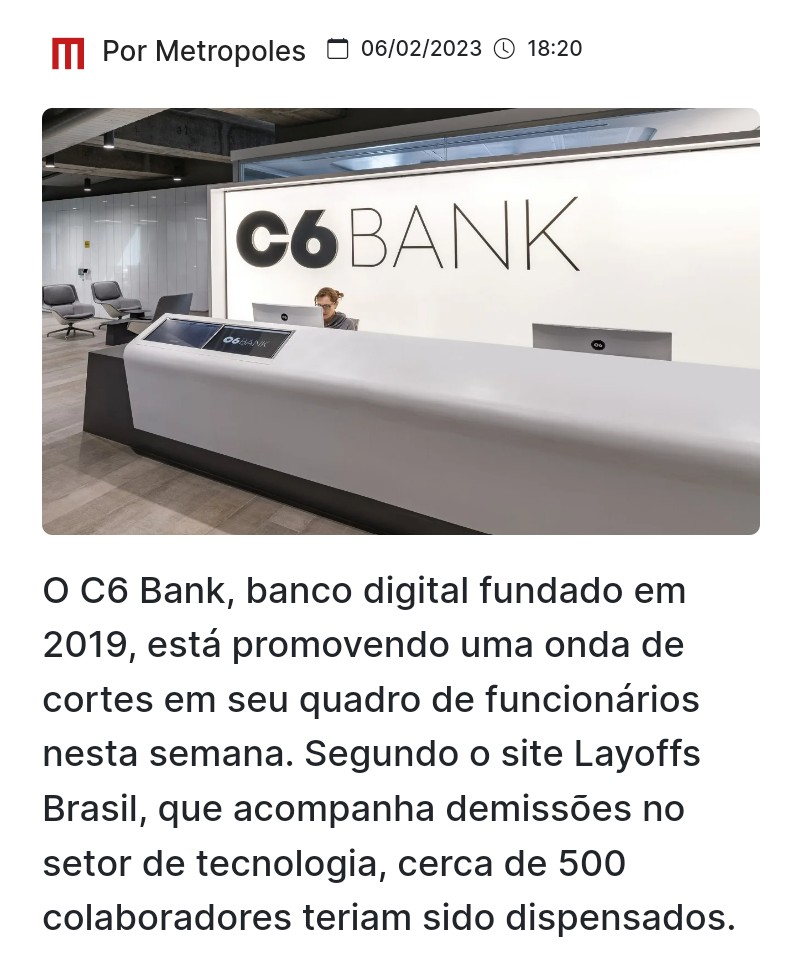 Por Metropoles 06/02/2023 18:20
C6 BANK
C6 BANK
O C6 Bank, banco digital fundado em
2019, está promovendo uma onda de
cortes em seu quadro de funcionários
nesta semana. Segundo o site Layoffs
Brasil, que acompanha demissões no
setor de tecnologia, cerca de 500
colaboradores teriam sido dispensados.